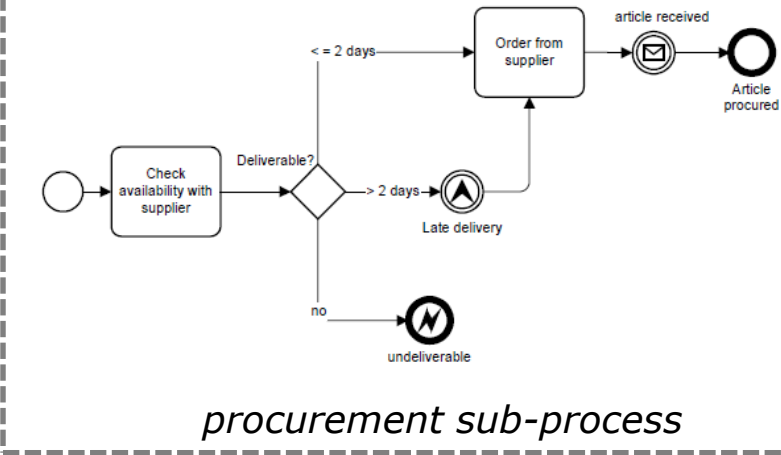 article received
< = 2 days
Order from
supplier
Article
procured
Deliverable?
Check
availability with
supplier
> 2 days
Late delivery
no
undeliverable
procurement sub-process